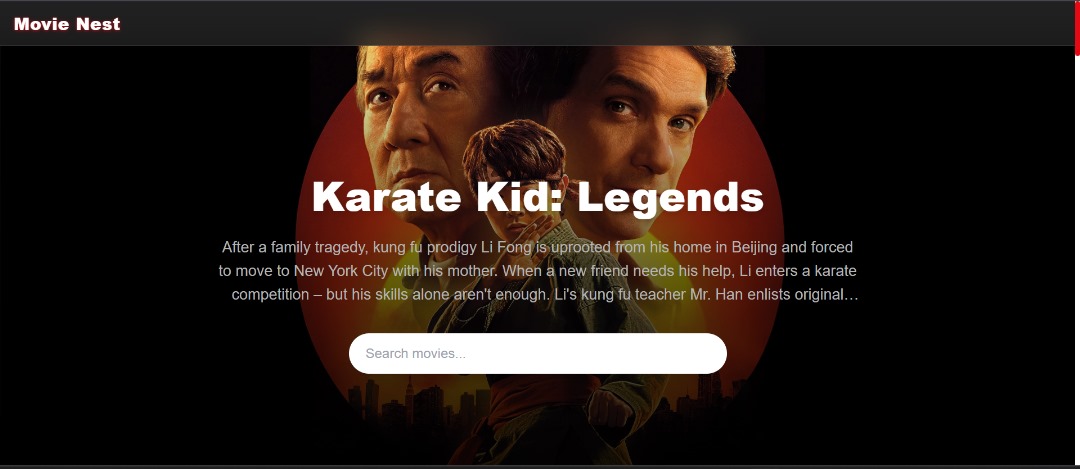 Movie Nest
Karate Kid: Legends
After a family tragedy, kung fu prodigy Li Fong is uprooted from his home in Beijing and forced
to move to New York City with his mother. When a new friend needs his help, Li enters a karate
competition – but his skills alone aren't enough. Li's kung fu teacher Mr. Han enlists original…
Search movies...